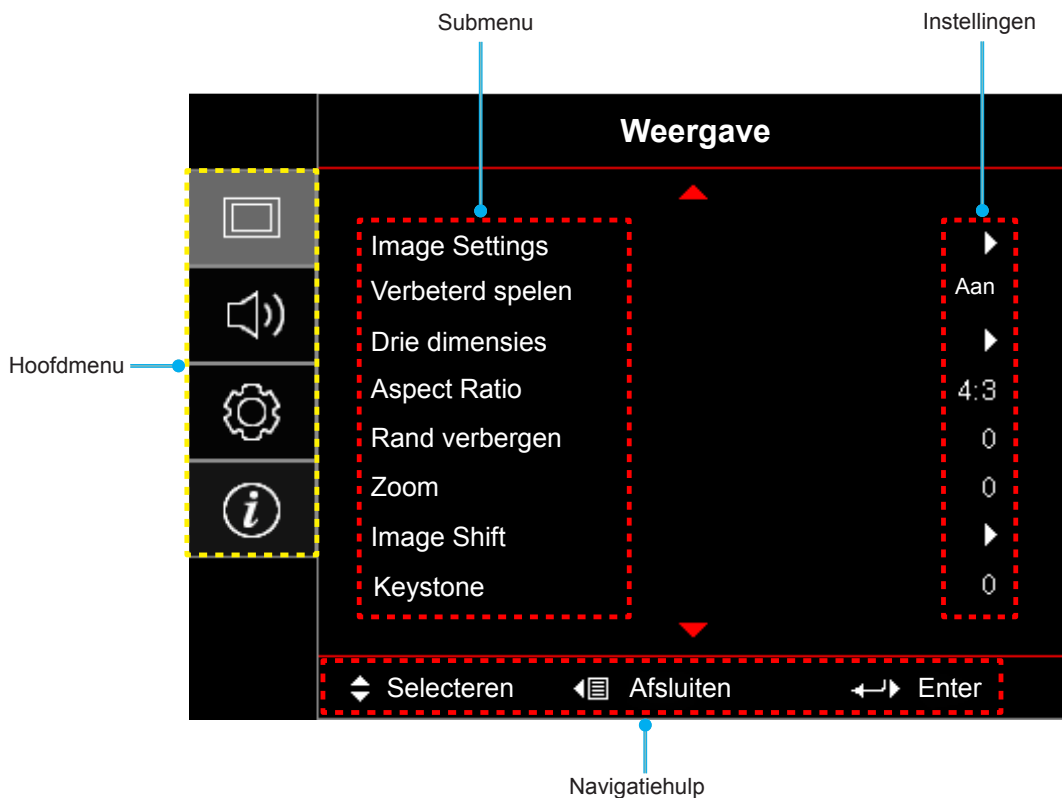 Submenu
Instellingen
Weergave
Image Settings
Verbeterd spelen Aan
Drie dimensies
Aspect Ratio 4:3
Rand verbergen 0
Zoom 0
Image Shift
Keystone 0
Hoofdmenu
Selecteren Afsluiten Enter
Navigatiehulp